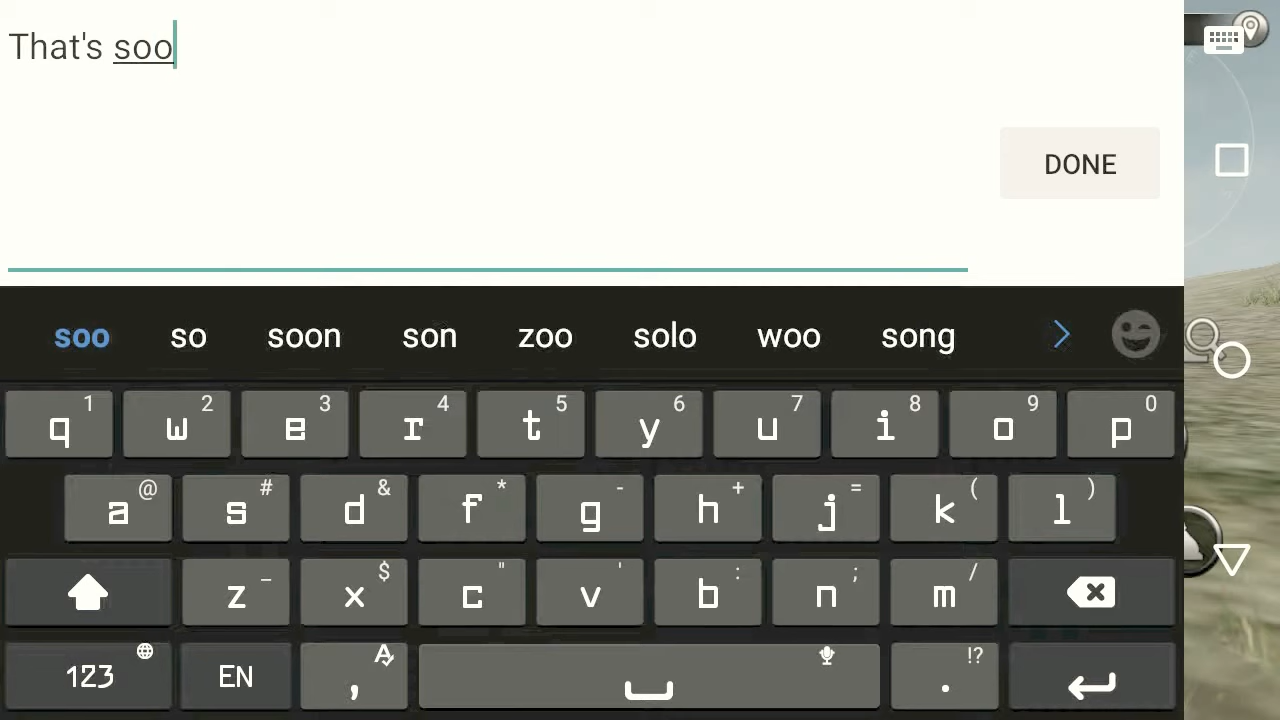 That's soo
DONE
soo so soon son zoo solo woo song
q 1 w 2 e 3 r 4 t 5 y 6 u 7 i 8 o 9 p 0
a @ s # d & f * g - h + j = k ( l )
z _ x $ c " v ' b : n ; m /
123 EN , . !?